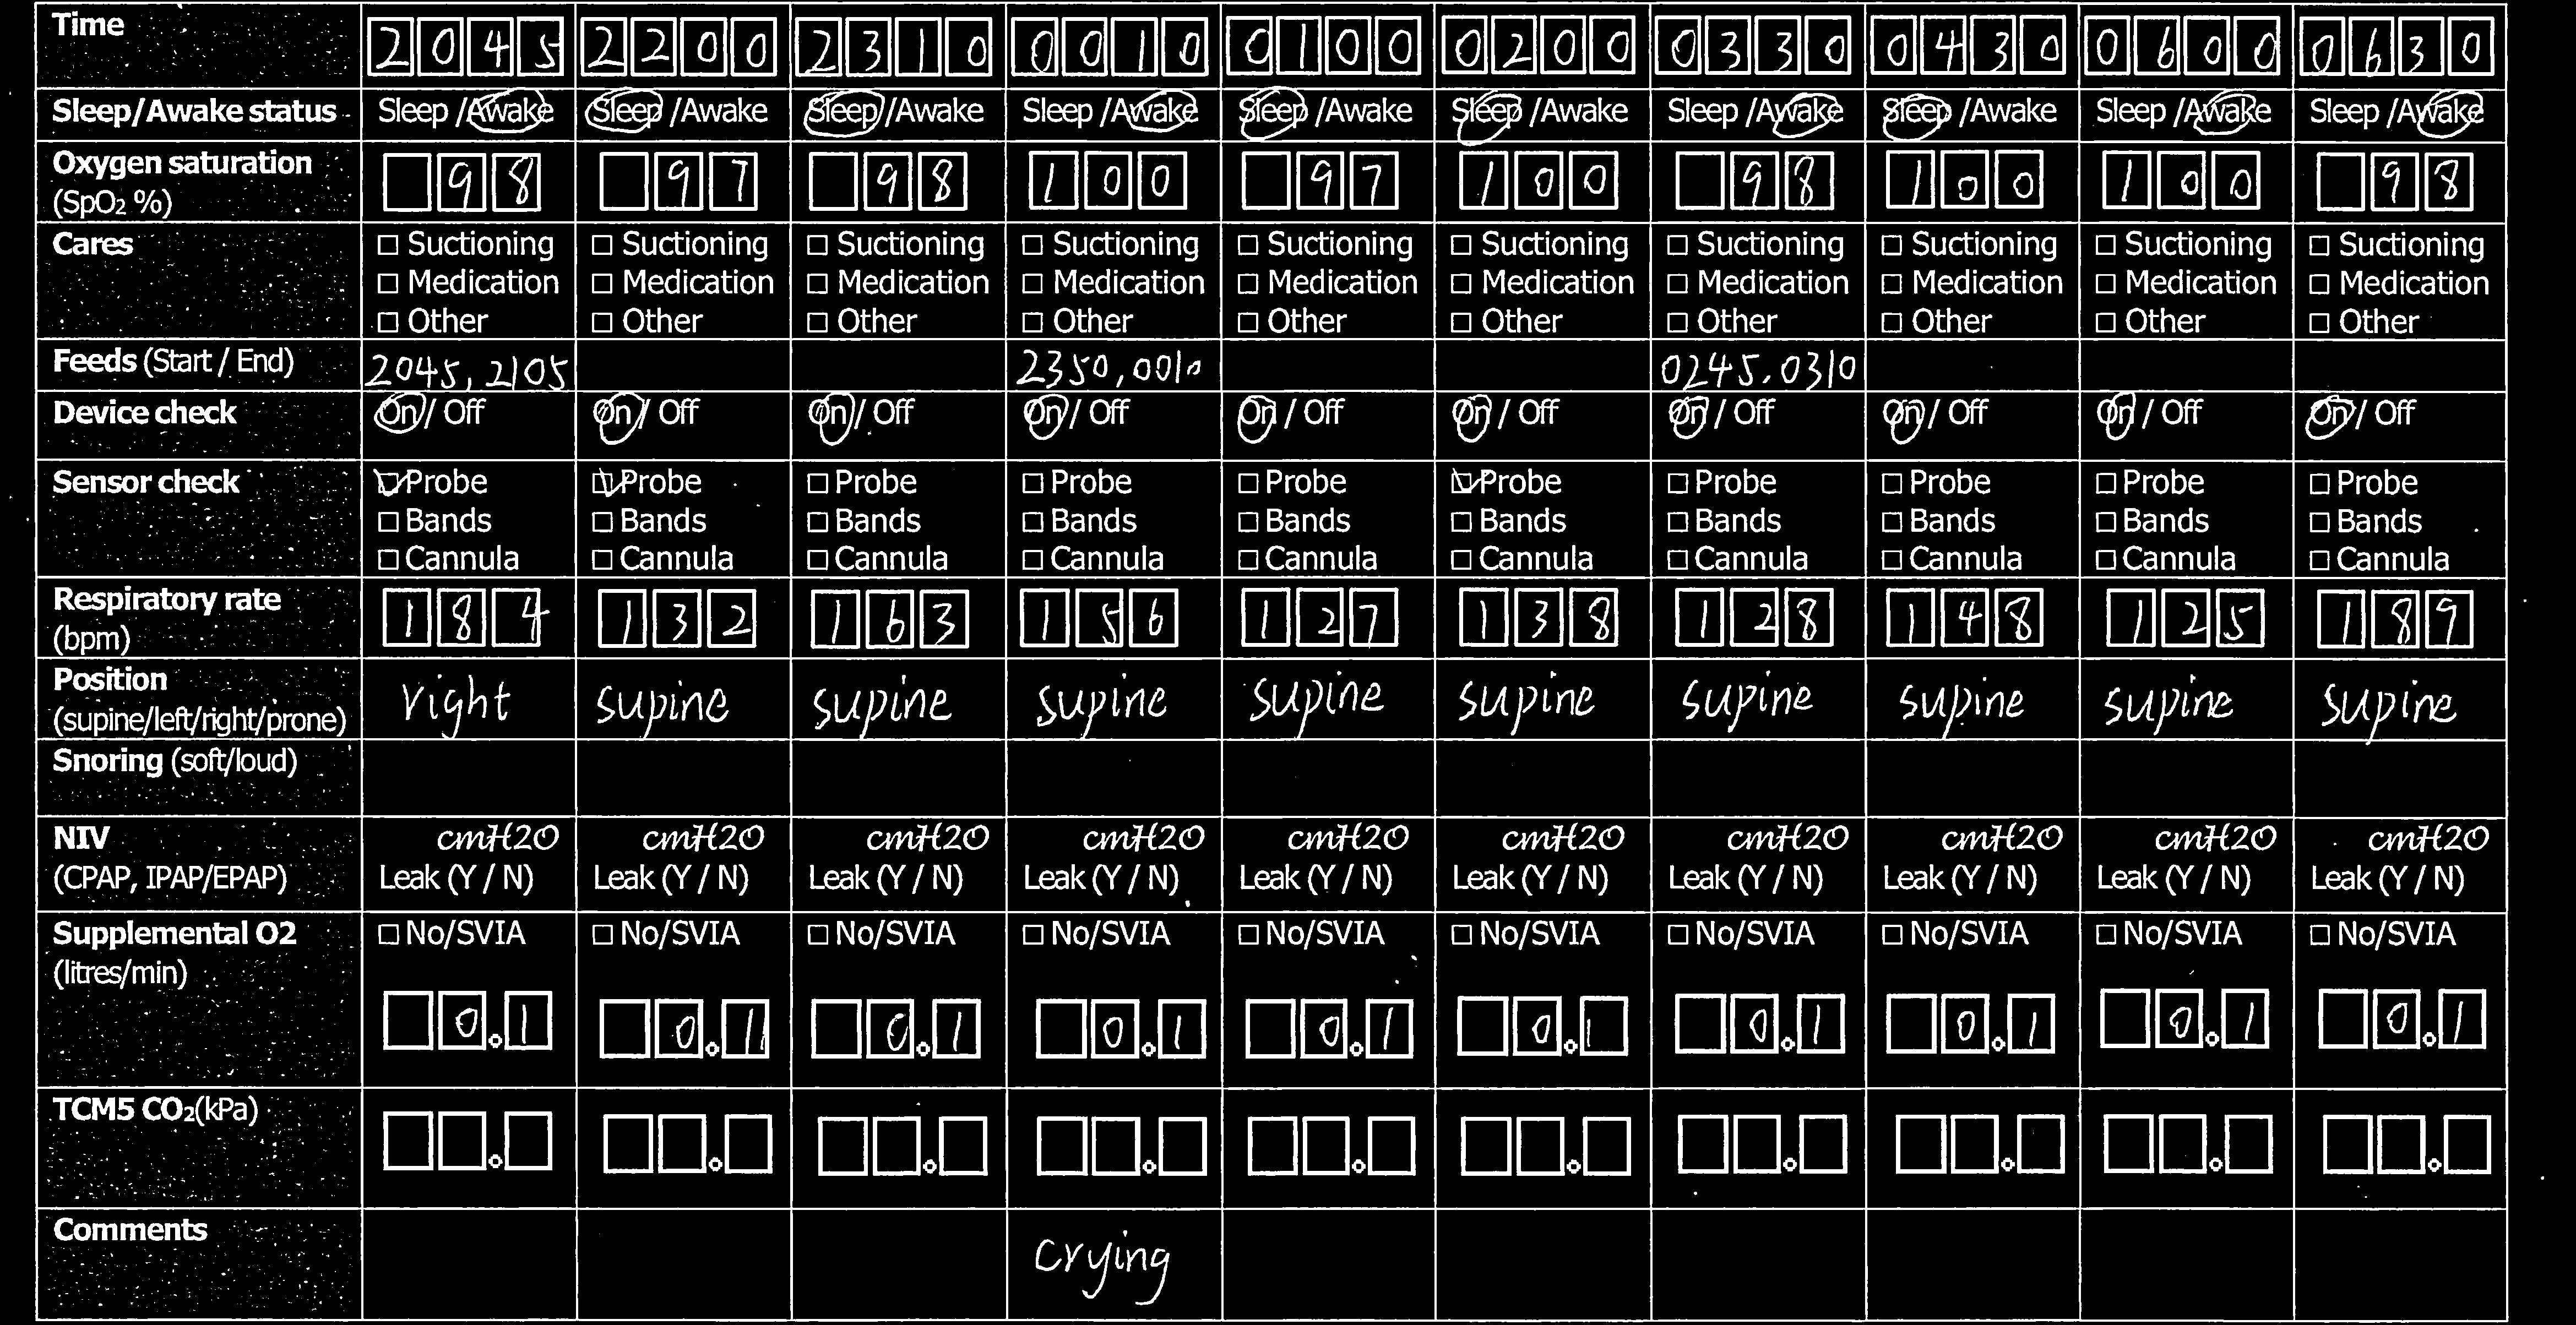 Time 2045 2200 2310 0010 0100 0200 0330 0430 0600 0630
Sleep/Awake status Sleep /Awake Sleep /Awake Sleep /Awake Sleep /Awake Sleep /Awake Sleep /Awake Sleep /Awake Sleep /Awake Sleep /Awake Sleep /Awake
Oxygen saturation 98 97 98 100 97 100 98 100 100 98
(SpO2 %)
Cares ☐ Suctioning ☐ Suctioning ☐ Suctioning ☐ Suctioning ☐ Suctioning ☐ Suctioning ☐ Suctioning ☐ Suctioning ☐ Suctioning ☐ Suctioning
☐ Medication ☐ Medication ☐ Medication ☐ Medication ☐ Medication ☐ Medication ☐ Medication ☐ Medication ☐ Medication ☐ Medication
☐ Other ☐ Other ☐ Other ☐ Other ☐ Other ☐ Other ☐ Other ☐ Other ☐ Other ☐ Other
Feeds (Start / End) 2045, 2105 2350,0010 0245.0310
Device check On / Off On / Off On / Off On / Off On / Off On / Off On / Off On / Off On / Off On / Off
Sensor check ☑ Probe ☑ Probe ☐ Probe ☐ Probe ☐ Probe ☑ Probe ☐ Probe ☐ Probe ☐ Probe ☐ Probe
☐ Bands ☐ Bands ☐ Bands ☐ Bands ☐ Bands ☐ Bands ☐ Bands ☐ Bands ☐ Bands ☐ Bands
☐ Cannula ☐ Cannula ☐ Cannula ☐ Cannula ☐ Cannula ☐ Cannula ☐ Cannula ☐ Cannula ☐ Cannula ☐ Cannula
Respiratory rate 184 132 163 156 127 138 128 148 125 189
(bpm)
Position right supine supine supine supine supine supine supine supine supine
(supine/left/right/prone)
Snoring (soft/loud)
NIV cmH2O cmH2O cmH2O cmH2O cmH2O cmH2O cmH2O cmH2O cmH2O cmH2O
(CPAP, IPAP/EPAP) Leak (Y / N) Leak (Y / N) Leak (Y / N) Leak (Y / N) Leak (Y / N) Leak (Y / N) Leak (Y / N) Leak (Y / N) Leak (Y / N) Leak (Y / N)
Supplemental O2 ☐ No/SVIA ☐ No/SVIA ☐ No/SVIA ☐ No/SVIA ☐ No/SVIA ☐ No/SVIA ☐ No/SVIA ☐ No/SVIA ☐ No/SVIA ☐ No/SVIA
(litres/min)
0.1 0.1 0.1 0.1 0.1 0.1 0.1 0.1 0.1 0.1
TCM5 CO2(kPa)
Comments
crying